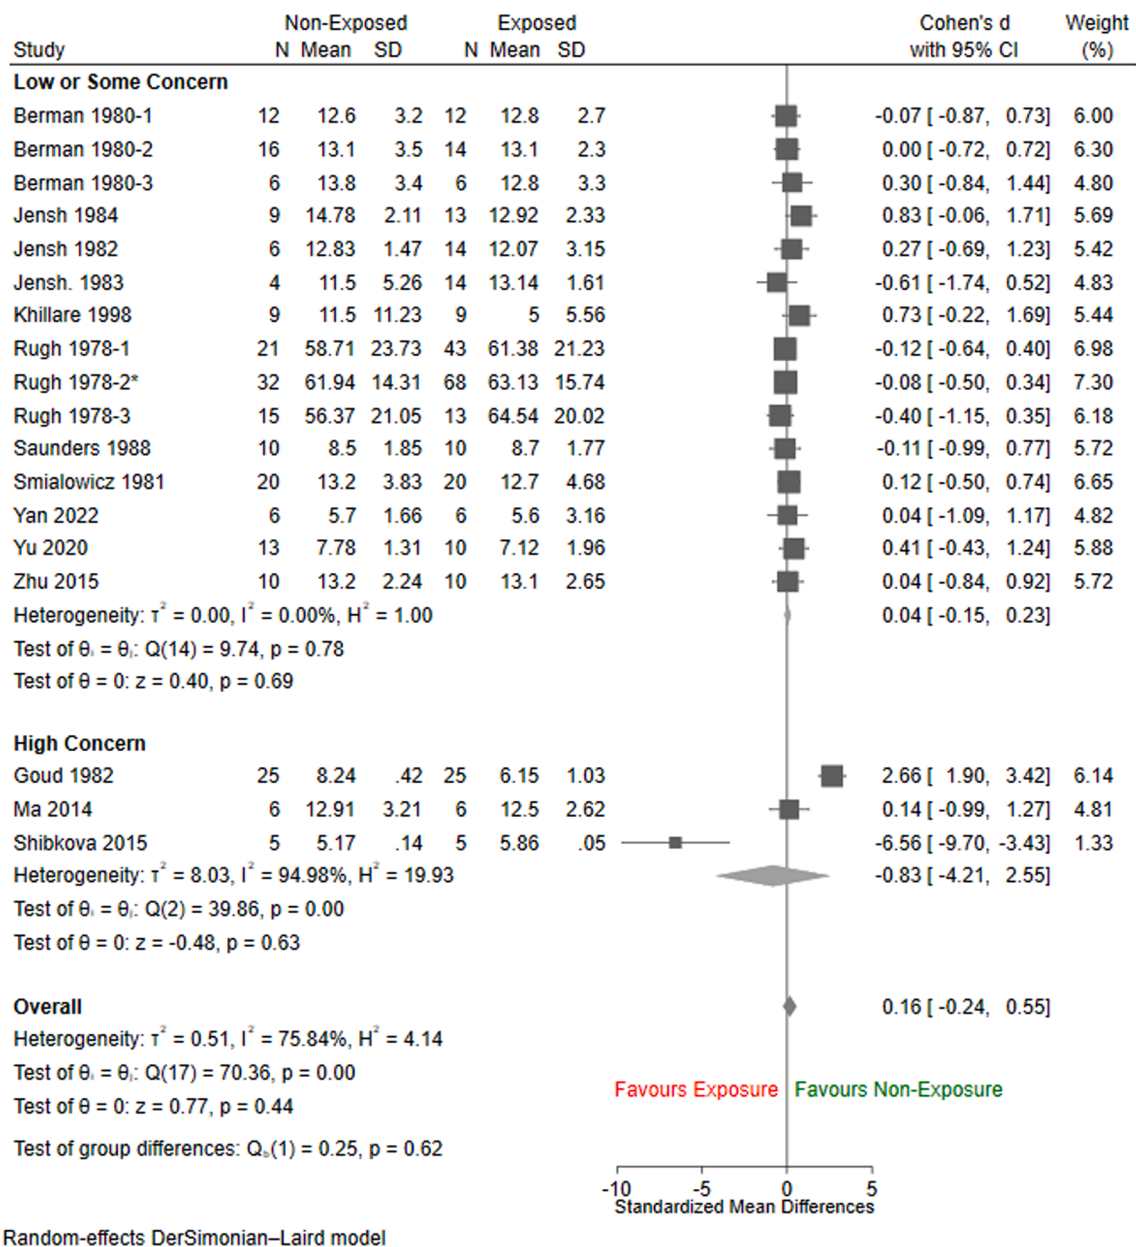 Non-Exposed Exposed Cohen's d Weight
Study N Mean SD N Mean SD with 95% CI (%)
Low or Some Concern
Berman 1980-1 12 12.6 3.2 12 12.8 2.7 -0.07 [ -0.87, 0.73] 6.00
Berman 1980-2 16 13.1 3.5 14 13.1 2.3 0.00 [ -0.72, 0.72] 6.30
Berman 1980-3 6 13.8 3.4 6 12.8 3.3 0.30 [ -0.84, 1.44] 4.80
Jensh 1984 9 14.78 2.11 13 12.92 2.33 0.83 [ -0.06, 1.71] 5.69
Jensh 1982 6 12.83 1.47 14 12.07 3.15 0.27 [ -0.69, 1.23] 5.42
Jensh. 1983 4 11.5 5.26 14 13.14 1.61 -0.61 [ -1.74, 0.52] 4.83
Khillare 1998 9 11.5 11.23 9 5 5.56 0.73 [ -0.22, 1.69] 5.44
Rugh 1978-1 21 58.71 23.73 43 61.38 21.23 -0.12 [ -0.64, 0.40] 6.98
Rugh 1978-2* 32 61.94 14.31 68 63.13 15.74 -0.08 [ -0.50, 0.34] 7.30
Rugh 1978-3 15 56.37 21.05 13 64.54 20.02 -0.40 [ -1.15, 0.35] 6.18
Saunders 1988 10 8.5 1.85 10 8.7 1.77 -0.11 [ -0.99, 0.77] 5.72
Smialowicz 1981 20 13.2 3.83 20 12.7 4.68 0.12 [ -0.50, 0.74] 6.65
Yan 2022 6 5.7 1.66 6 5.6 3.16 0.04 [ -1.09, 1.17] 4.82
Yu 2020 13 7.78 1.31 10 7.12 1.96 0.41 [ -0.43, 1.24] 5.88
Zhu 2015 10 13.2 2.24 10 13.1 2.65 0.04 [ -0.84, 0.92] 5.72
Heterogeneity: τ² = 0.00, I² = 0.00%, H² = 1.00 0.04 [ -0.15, 0.23]
Test of θᵢ = θⱼ: Q(14) = 9.74, p = 0.78
Test of θ = 0: z = 0.40, p = 0.69
High Concern
Goud 1982 25 8.24 .42 25 6.15 1.03 2.66 [ 1.90, 3.42] 6.14
Ma 2014 6 12.91 3.21 6 12.5 2.62 0.14 [ -0.99, 1.27] 4.81
Shibkova 2015 5 5.17 .14 5 5.86 .05 -6.56 [ -9.70, -3.43] 1.33
Heterogeneity: τ² = 8.03, I² = 94.98%, H² = 19.93 -0.83 [ -4.21, 2.55]
Test of θᵢ = θⱼ: Q(2) = 39.86, p = 0.00
Test of θ = 0: z = -0.48, p = 0.63
Overall 0.16 [ -0.24, 0.55]
Heterogeneity: τ² = 0.51, I² = 75.84%, H² = 4.14
Test of θᵢ = θⱼ: Q(17) = 70.36, p = 0.00
Favours Exposure Favours Non-Exposure
Test of θ = 0: z = 0.77, p = 0.44
Test of group differences: Q_b(1) = 0.25, p = 0.62
-10 -5 0 5
Standardized Mean Differences
Random-effects DerSimonian–Laird model